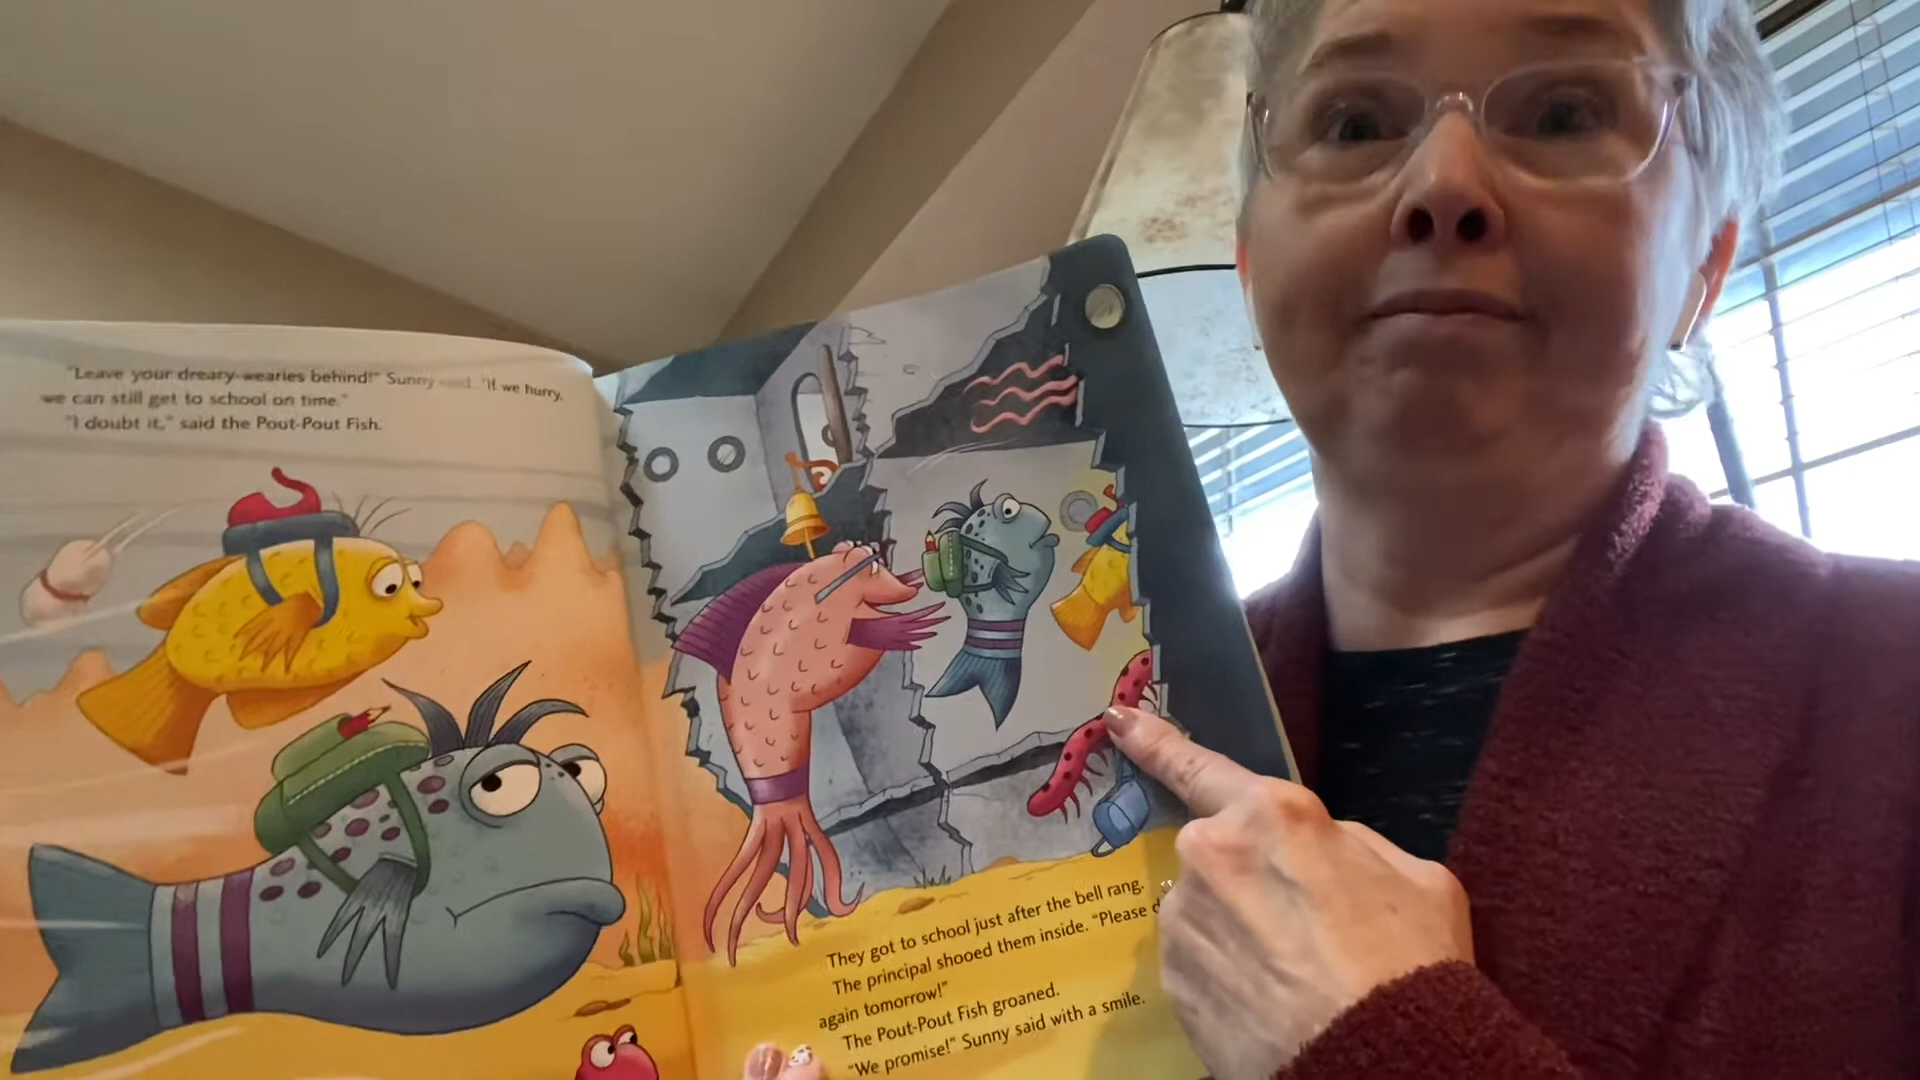 "Leave your dreary-wearies behind!" Sunny said. "If we hurry,
we can still get to school on time."
"I doubt it," said the Pout-Pout Fish.
They got to school just after the bell rang.
The principal shooed them inside. "Please
again tomorrow!"
The Pout-Pout Fish groaned.
"We promise!" Sunny said with a smile.